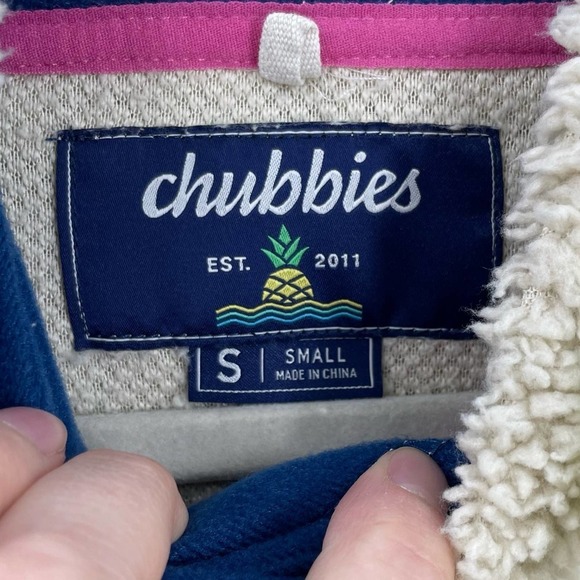 chubbies
EST. 2011
S SMALL
MADE IN CHINA